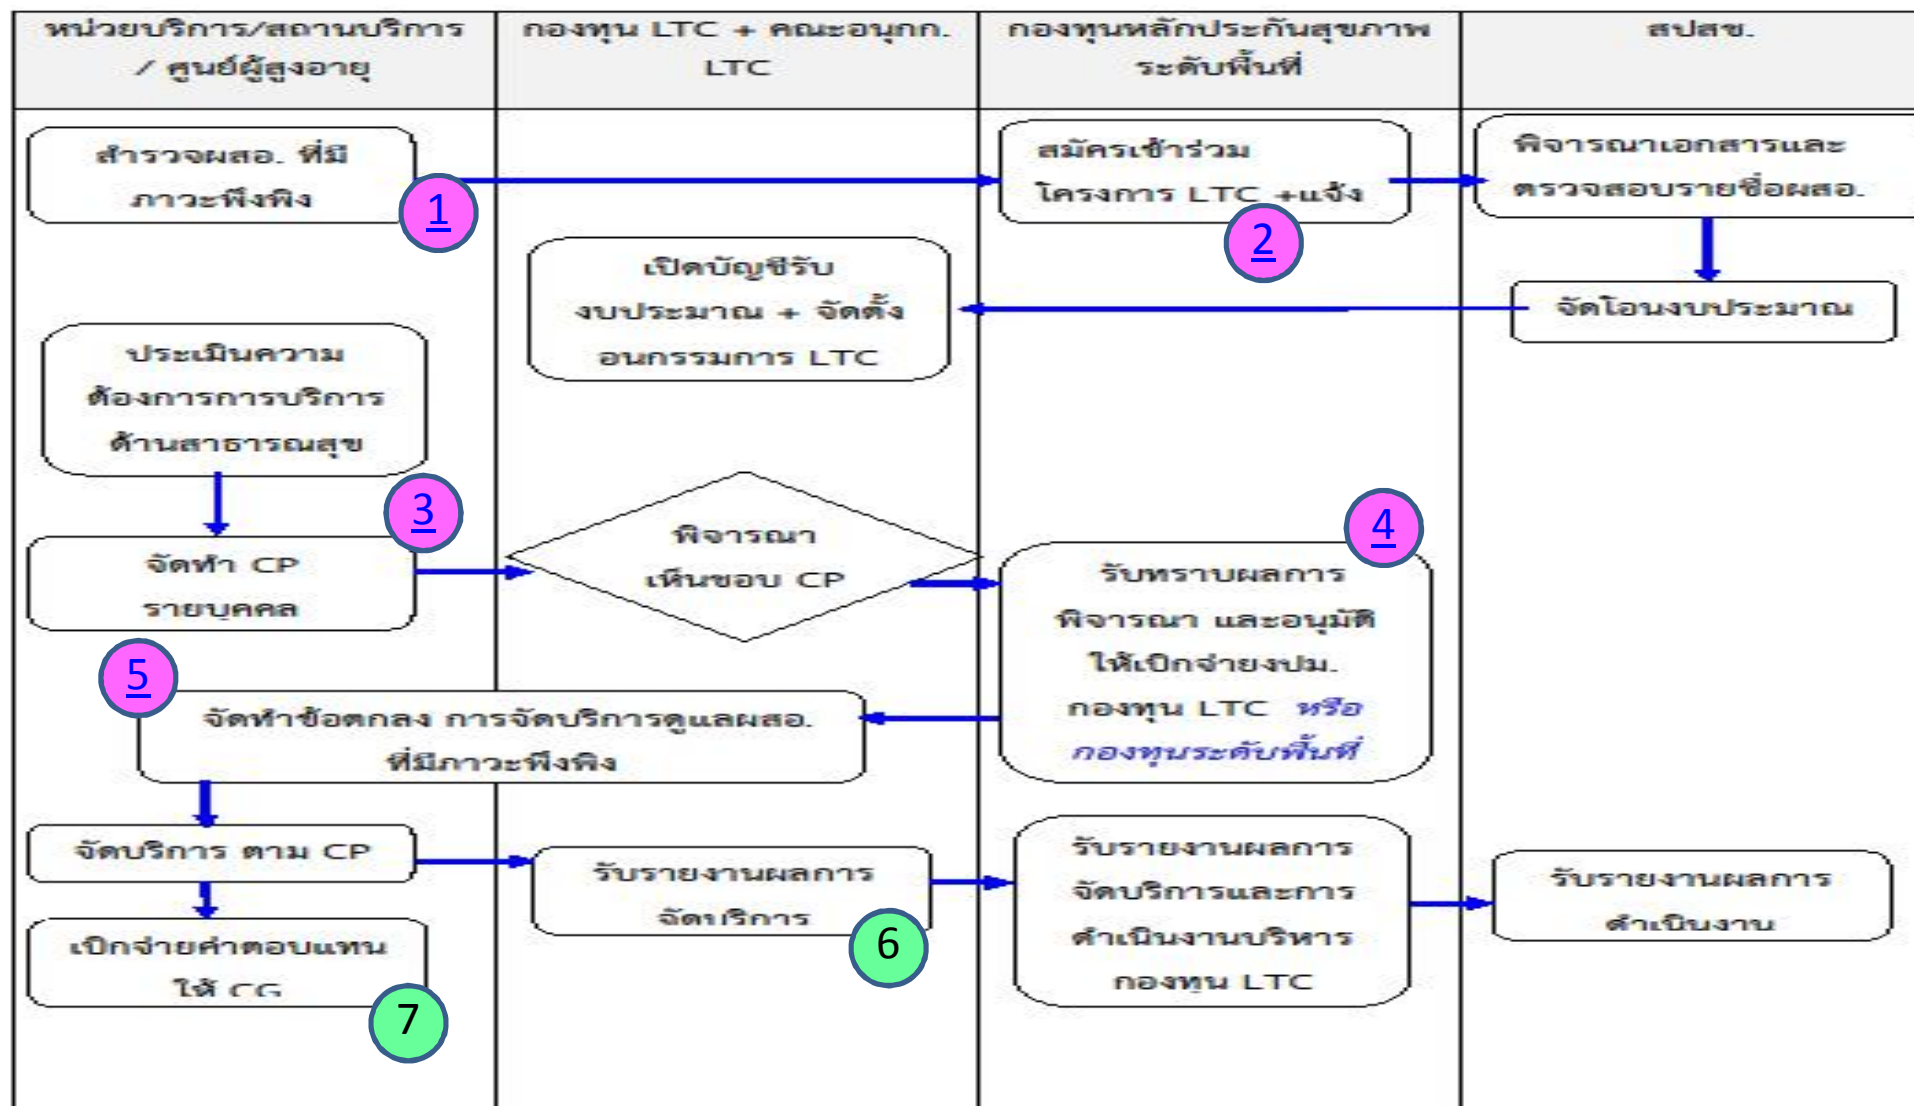 หน่วยบริการ/สถานบริการ
/ ศูนย์ผู้สูงอายุ
กองทุน LTC + คณะอนุกก.
LTC
กองทุนหลักประกันสุขภาพ
ระดับพื้นที่
สปสช.
สำรวจผสอ. ที่มี
ภาวะพึ่งพิง
1
สมัครเข้าร่วม
โครงการ LTC +แจ้ง
2
พิจารณาเอกสารและ
ตรวจสอบรายชื่อผสอ.
เปิดบัญชีรับ
งบประมาณ + จัดตั้ง
อนกรรมการ LTC
จัดโอนงบประมาณ
ประเมินความ
ต้องการการบริการ
ด้านสาธารณสุข
3
จัดทำ CP
รายบุคคล
พิจารณา
เห็นชอบ CP
4
รับทราบผลการ
พิจารณา และอนุมัติ
ให้เบิกจ่ายงปม.
กองทุน LTC หรือ
กองทุนระดับพื้นที่
5
จัดทำข้อตกลง การจัดบริการดูแลผสอ.
ที่มีภาวะพึ่งพิง
จัดบริการ ตาม CP
รับรายงานผลการ
จัดบริการ
6
รับรายงานผลการ
จัดบริการและการ
ดำเนินงานบริหาร
กองทุน LTC
รับรายงานผลการ
ดำเนินงาน
เบิกจ่ายค่าตอบแทน
ให้ CG
7